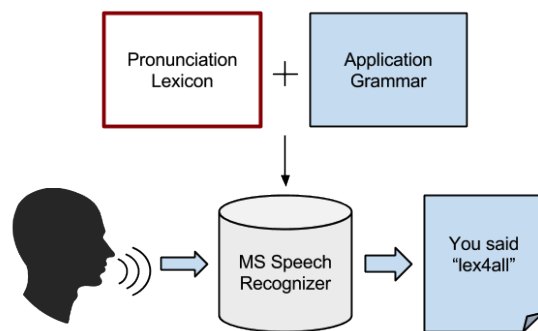 Pronunciation
Lexicon
+
Application
Grammar
MS Speech
Recognizer
You said
“lex4all”